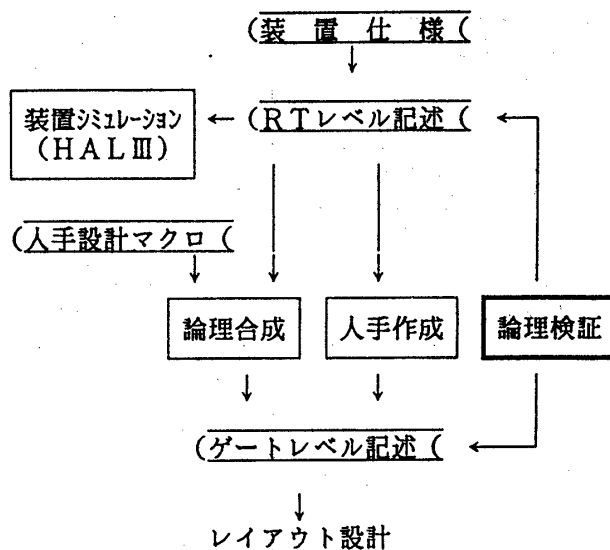 装置仕様
装置シミュレーション
(HALⅢ)
RTレベル記述
人手設計マクロ
論理合成
人手作成
論理検証
ゲートレベル記述
レイアウト設計